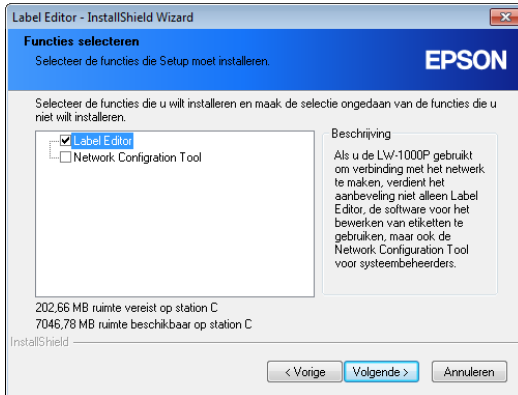 Label Editor - InstallShield Wizard
Functies selecteren
Selecteer de functies die Setup moet installeren.
EPSON
Selecteer de functies die u wilt installeren en maak de selectie ongedaan van de functies die u
niet wilt installeren.
Label Editor
Network Configration Tool
Beschrijving
Als u de LW-1000P gebruikt
om verbinding met het netwerk
te maken, verdient het
aanbeveling niet alleen Label
Editor, de software voor het
bewerken van etiketten te
gebruiken, maar ook de
Network Configuration Tool
voor systeembeheerders.
202,66 MB ruimte vereist op station C
7046,78 MB ruimte beschikbaar op station C
InstallShield
< Vorige
Volgende >
Annuleren